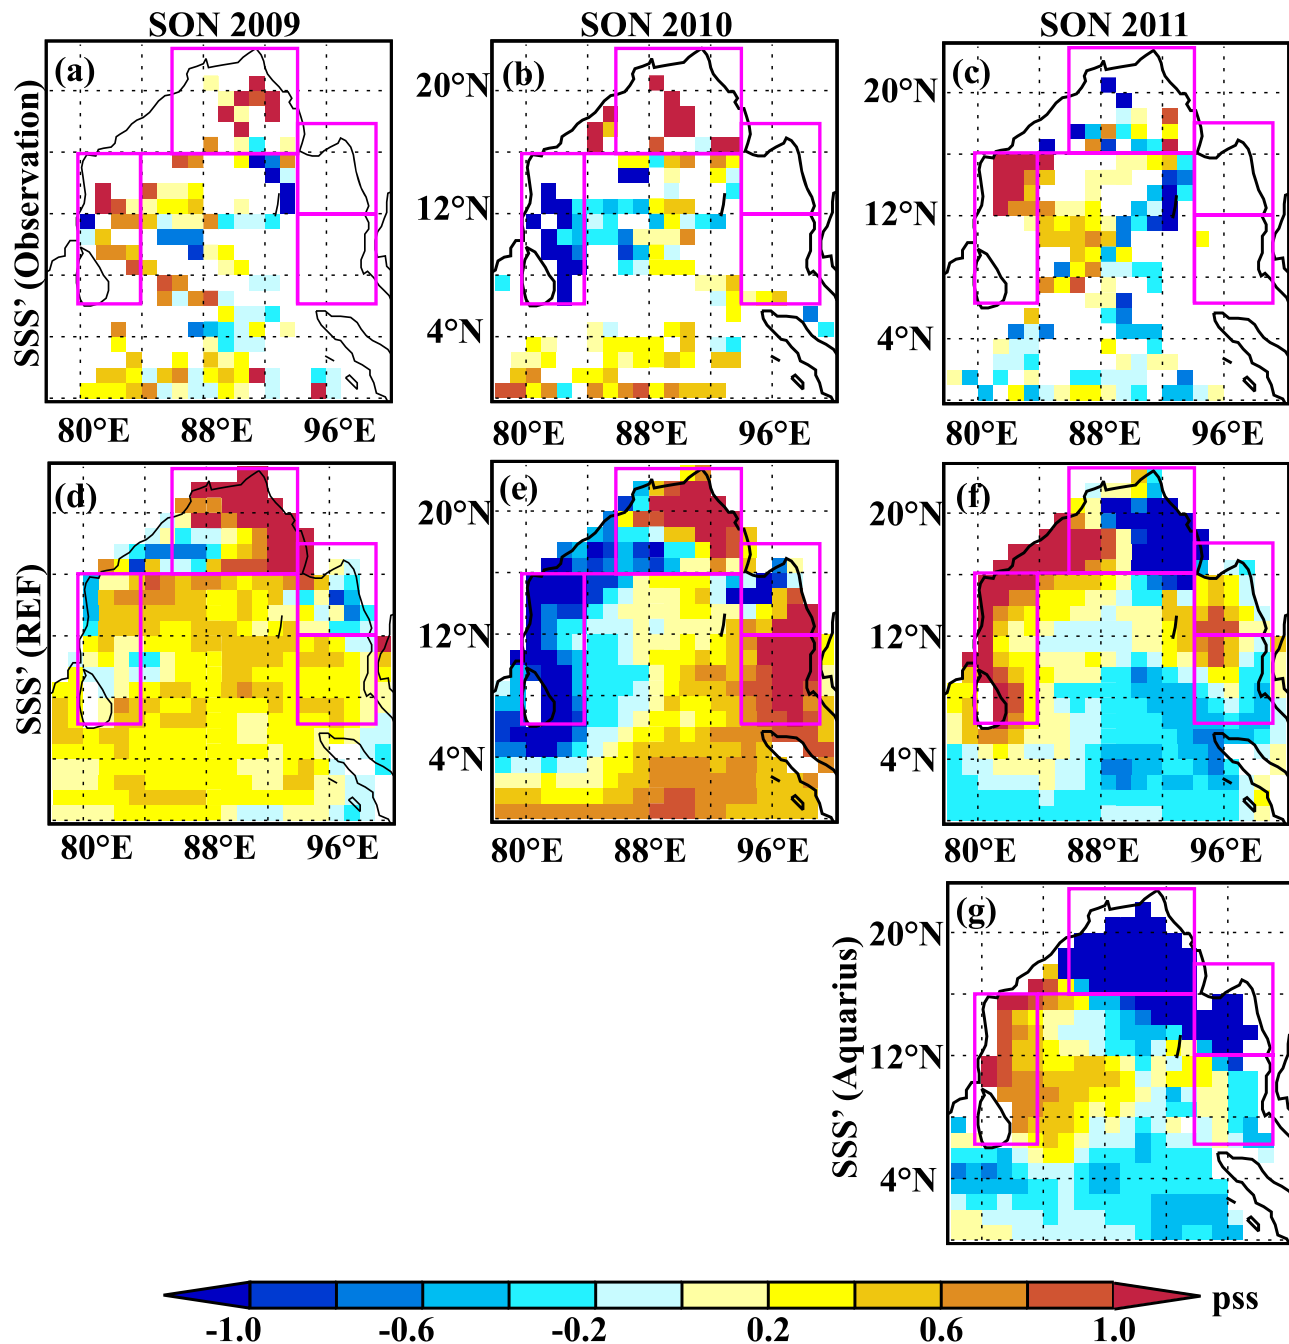 SON 2009 SON 2010 SON 2011
SSS’ (Observation)
(a) (b) (c)
20°N 20°N
12°N 12°N
4°N 4°N
80°E 88°E 96°E 80°E 88°E 96°E 80°E 88°E 96°E
SSS’ (REF)
(d) (e) (f)
20°N 20°N
12°N 12°N
4°N 4°N
80°E 88°E 96°E 80°E 88°E 96°E 80°E 88°E 96°E
SSS’ (Aquarius)
(g)
20°N
12°N
4°N
pss
-1.0 -0.6 -0.2 0.2 0.6 1.0